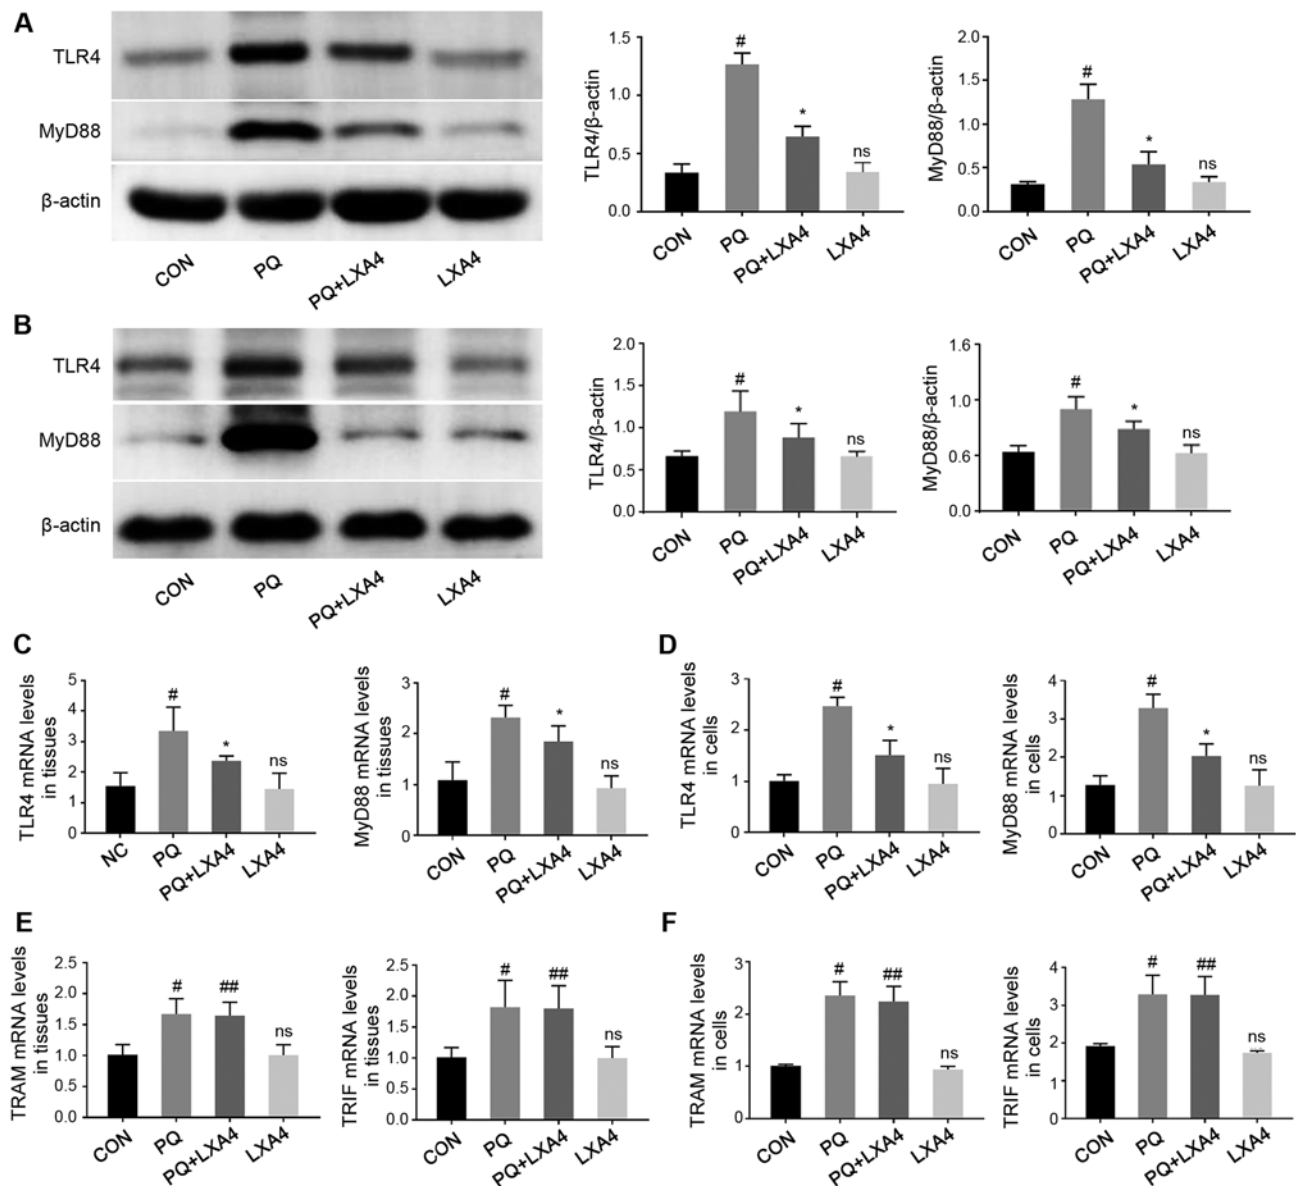 A
TLR4
MyD88
β-actin
CON PQ PQ+LXA4 LXA4
TLR4/β-actin
1.5
1.0
0.5
0.0
# * ns
CON PQ PQ+LXA4 LXA4
MyD88/β-actin
2.0
1.5
1.0
0.5
0.0
# * ns
CON PQ PQ+LXA4 LXA4
B
TLR4
MyD88
β-actin
CON PQ PQ+LXA4 LXA4
TLR4/β-actin
2.0
1.5
1.0
0.5
0.0
# * ns
CON PQ PQ+LXA4 LXA4
MyD88/β-actin
1.6
1.0
0.6
0.0
# * ns
CON PQ PQ+LXA4 LXA4
C
TLR4 mRNA levels
in tissues
5
4
3
2
1
0
# * ns
NC PQ PQ+LXA4 LXA4
MyD88 mRNA levels
in tissues
3
2
1
0
# * ns
CON PQ PQ+LXA4 LXA4
D
TLR4 mRNA levels
in cells
3
2
1
0
# * ns
CON PQ PQ+LXA4 LXA4
MyD88 mRNA levels
in cells
4
3
2
1
0
# * ns
CON PQ PQ+LXA4 LXA4
E
TRAM mRNA levels
in tissues
2.5
2.0
1.5
1.0
0.5
0.0
# ## ns
CON PQ PQ+LXA4 LXA4
TRIF mRNA levels
in tissues
2.5
2.0
1.5
1.0
0.5
0.0
# ## ns
CON PQ PQ+LXA4 LXA4
F
TRAM mRNA levels
in cells
3
2
1
0
# ## ns
CON PQ PQ+LXA4 LXA4
TRIF mRNA levels
in cells
4
3
2
1
0
# ## ns
CON PQ PQ+LXA4 LXA4